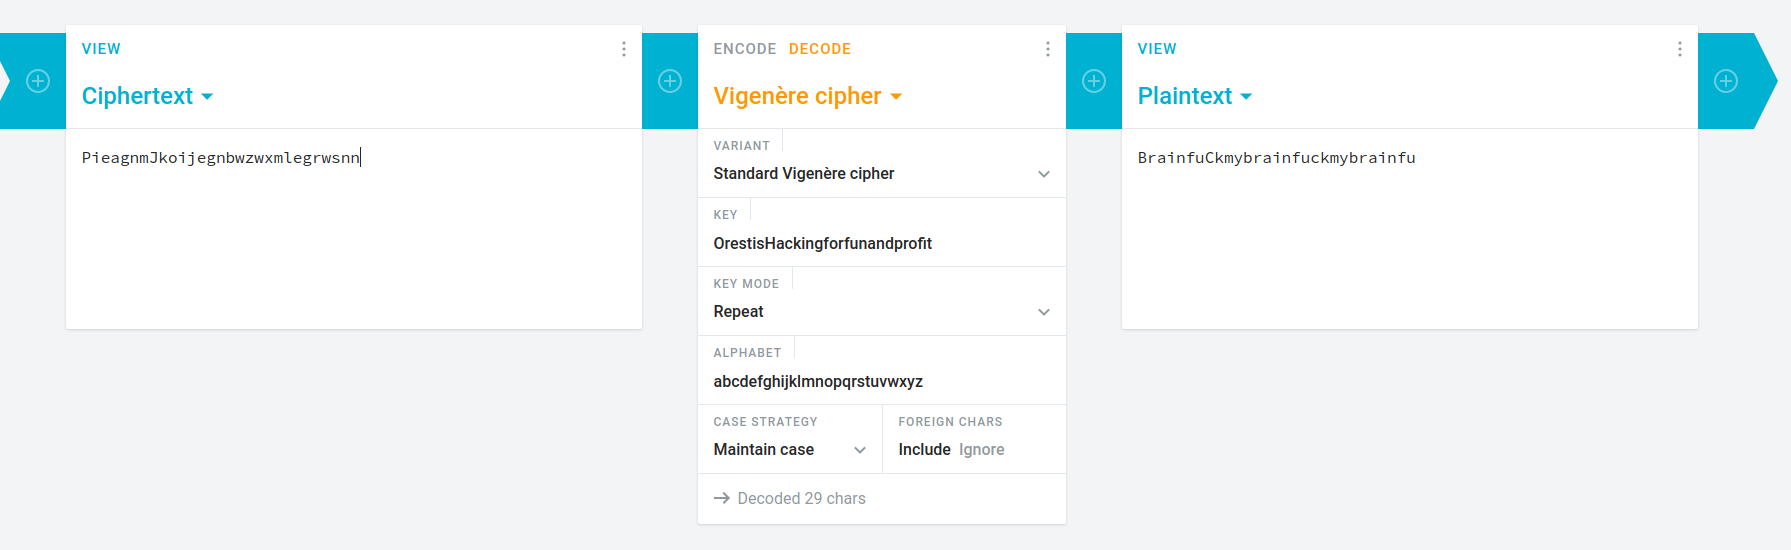 VIEW
Ciphertext
PieagnmJkoijegnbwzwxmlegrwsnn
ENCODE DECODE
Vigenère cipher
VARIANT
Standard Vigenère cipher
KEY
OrestisHackingforfunandprofit
KEY MODE
Repeat
ALPHABET
abcdefghijklmnopqrstuvwxyz
CASE STRATEGY
Maintain case
FOREIGN CHARS
Include Ignore
Decoded 29 chars
VIEW
Plaintext
BrainfuCkmybrainfuckmybrainfu